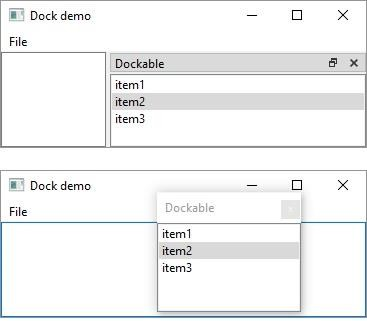 Dock demo
File
Dockable
item1
item2
item3
Dock demo
File
Dockable
item1
item2
item3